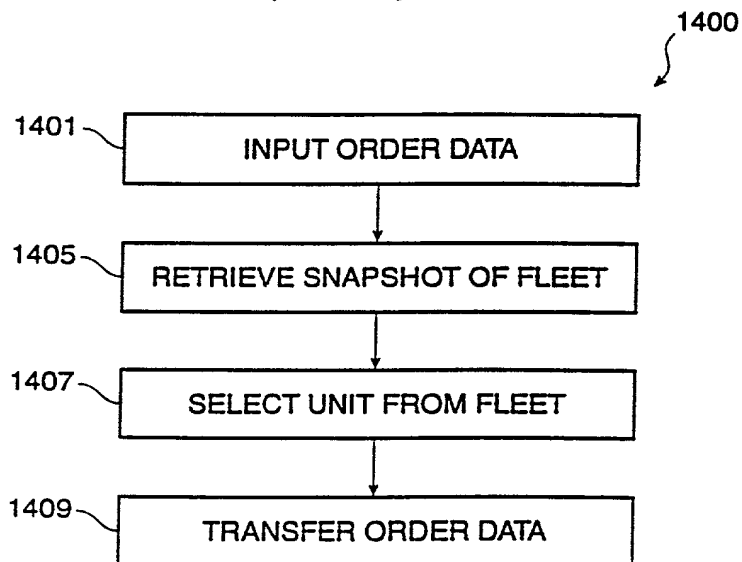 1400
1401
INPUT ORDER DATA
1405
RETRIEVE SNAPSHOT OF FLEET
1407
SELECT UNIT FROM FLEET
1409
TRANSFER ORDER DATA